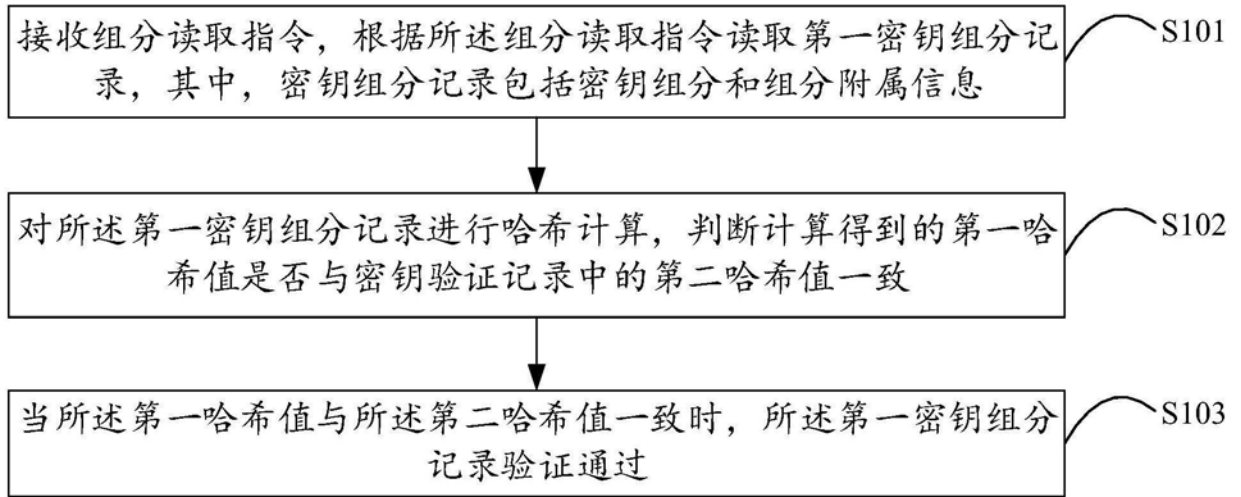 接收组分读取指令，根据所述组分读取指令读取第一密钥组分记
录，其中，密钥组分记录包括密钥组分和组分附属信息
S101
对所述第一密钥组分记录进行哈希计算，判断计算得到的第一哈
希值是否与密钥验证记录中的第二哈希值一致
S102
当所述第一哈希值与所述第二哈希值一致时，所述第一密钥组分
记录验证通过
S103